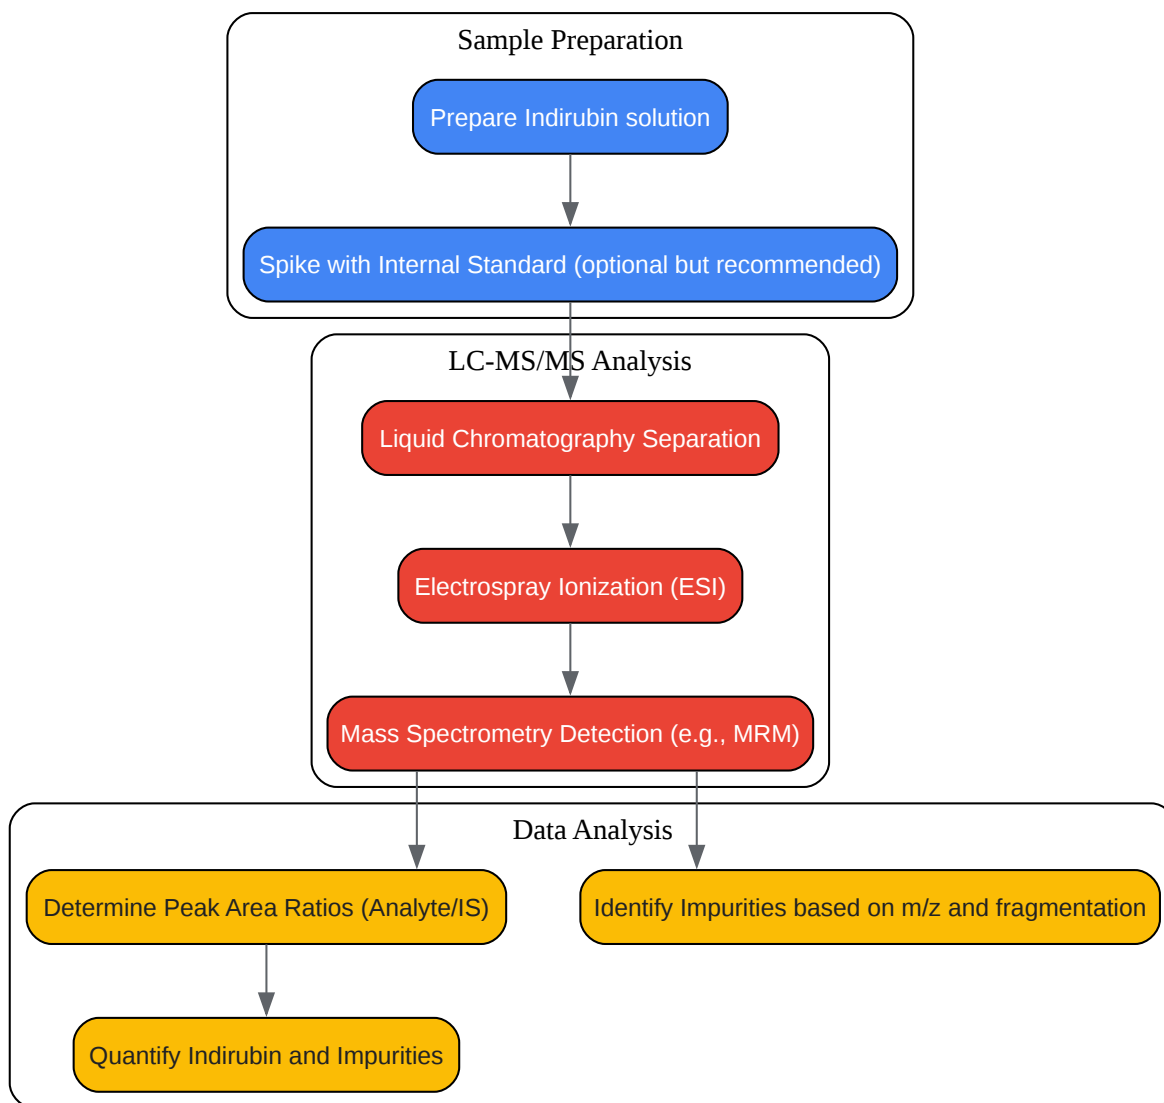 Sample Preparation
Prepare Indirubin solution
Spike with Internal Standard (optional but recommended)
LC-MS/MS Analysis
Liquid Chromatography Separation
Electrospray Ionization (ESI)
Mass Spectrometry Detection (e.g., MRM)
Data Analysis
Determine Peak Area Ratios (Analyte/IS)
Identify Impurities based on m/z and fragmentation
Quantify Indirubin and Impurities